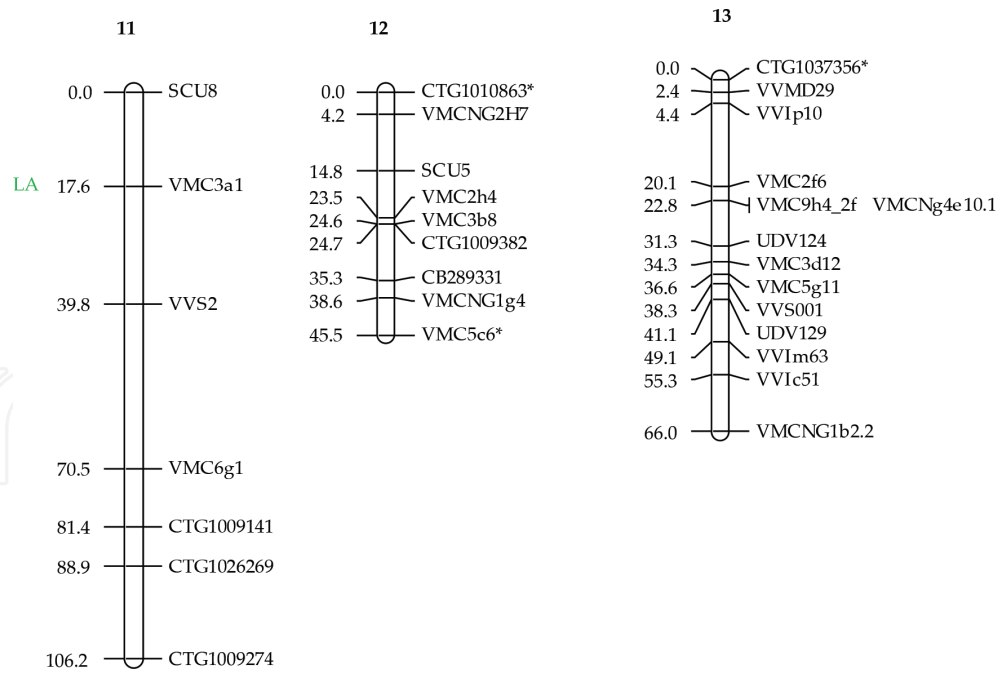 11
0.0 SCU8
LA 17.6 VMC3a1
39.8 VVS2
70.5 VMC6g1
81.4 CTG1009141
88.9 CTG1026269
106.2 CTG1009274
12
0.0 CTG1010863*
4.2 VMCNG2H7
14.8 SCU5
23.5 VMC2h4
24.6 VMC3b8
24.7 CTG1009382
35.3 CB289331
38.6 VMCNG1g4
45.5 VMC5c6*
13
0.0 CTG1037356*
2.4 VVMD29
4.4 VVIp10
20.1 VMC2f6
22.8 VMC9h4_2f VMCNg4e10.1
31.3 UDV124
34.3 VMC3d12
36.6 VMC5g11
38.3 VVS001
41.1 UDV129
49.1 VVIm63
55.3 VVIc51
66.0 VMCNG1b2.2